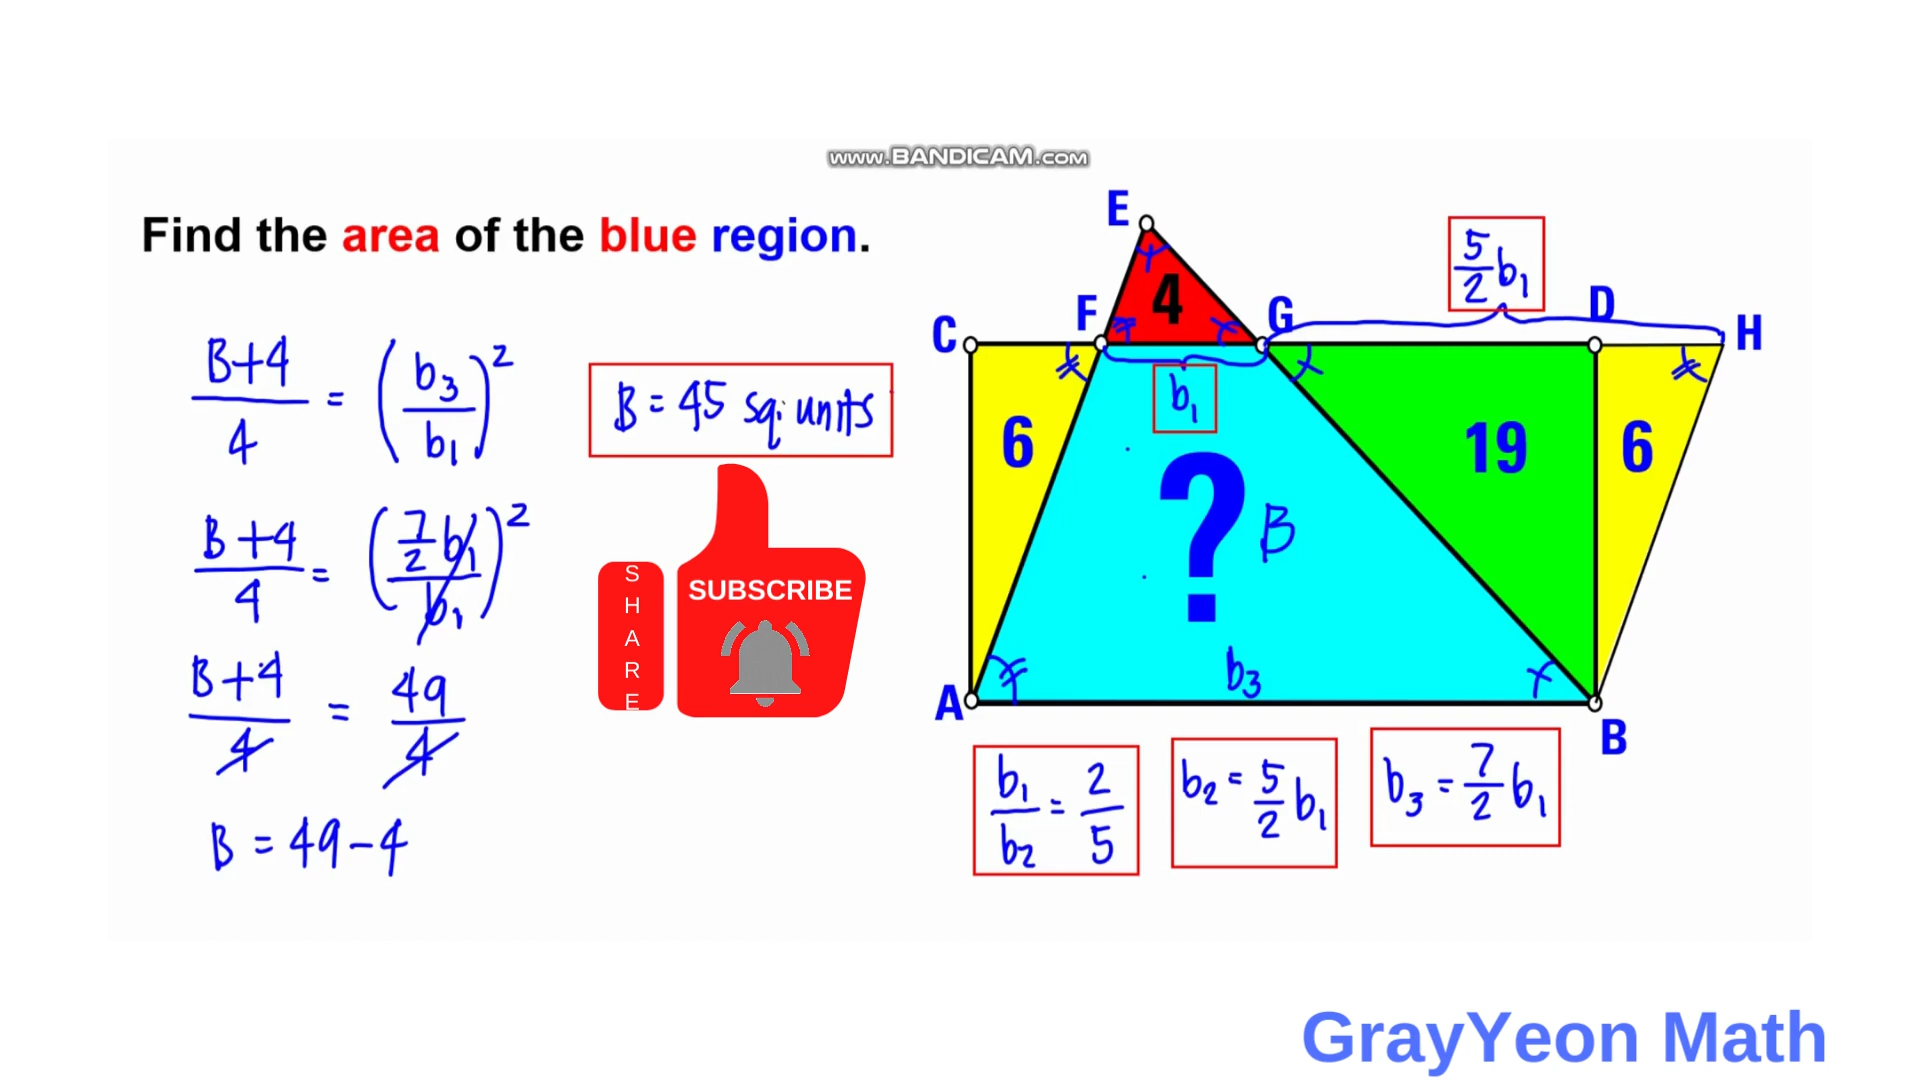 www.BANDICAM.com
Find the area of the blue region.
B+4/4 = (b3/b1)²
B+4/4 = (7/2 b1/b1)²
B+4/4 = 49/4
B = 49-4
B = 45 sq. units
SHARE
SUBSCRIBE
E
4
5/2 b1
C
F
G
D
H
b1
6
19
6
? B
b3
A
B
b1/b2 = 2/5
b2 = 5/2 b1
b3 = 7/2 b1
GrayYeon Math